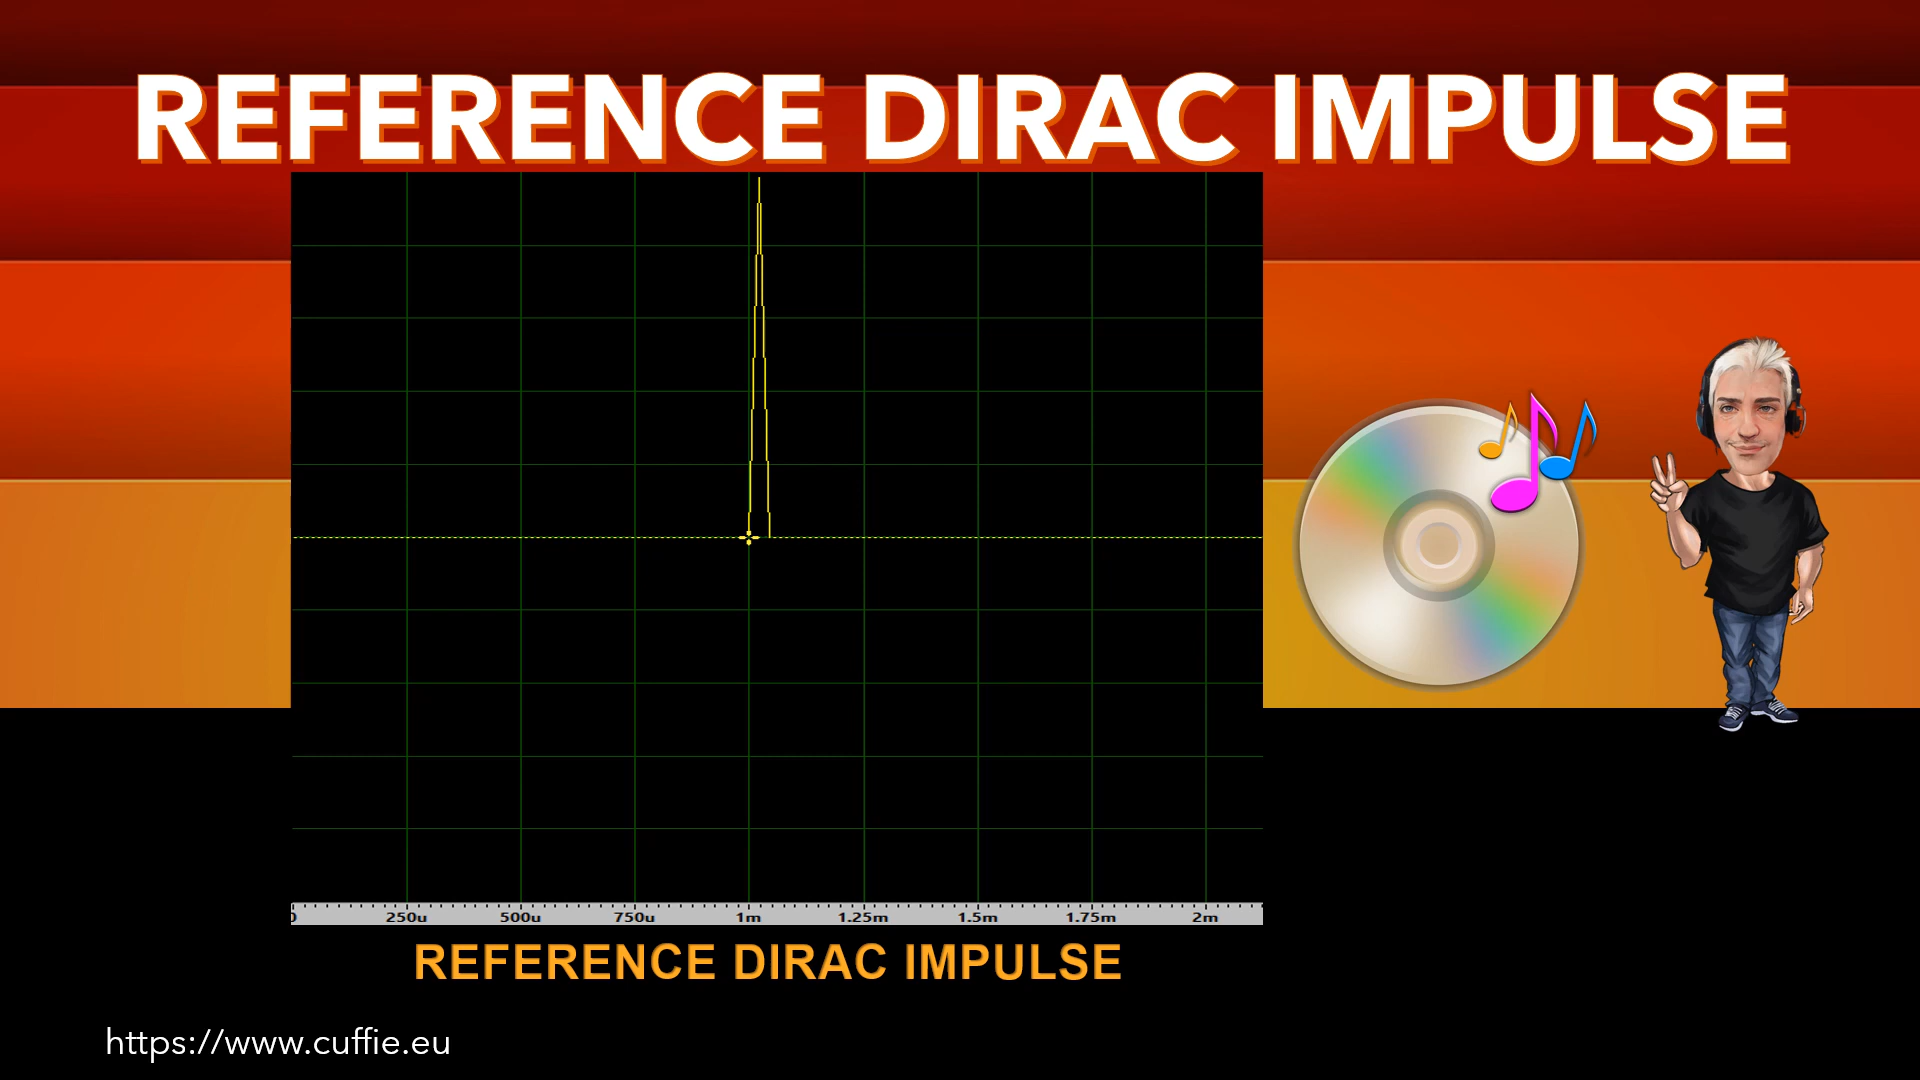 REFERENCE DIRAC IMPULSE
0 250u 500u 750u 1m 1.25m 1.5m 1.75m 2m
REFERENCE DIRAC IMPULSE
https://www.cuffie.eu